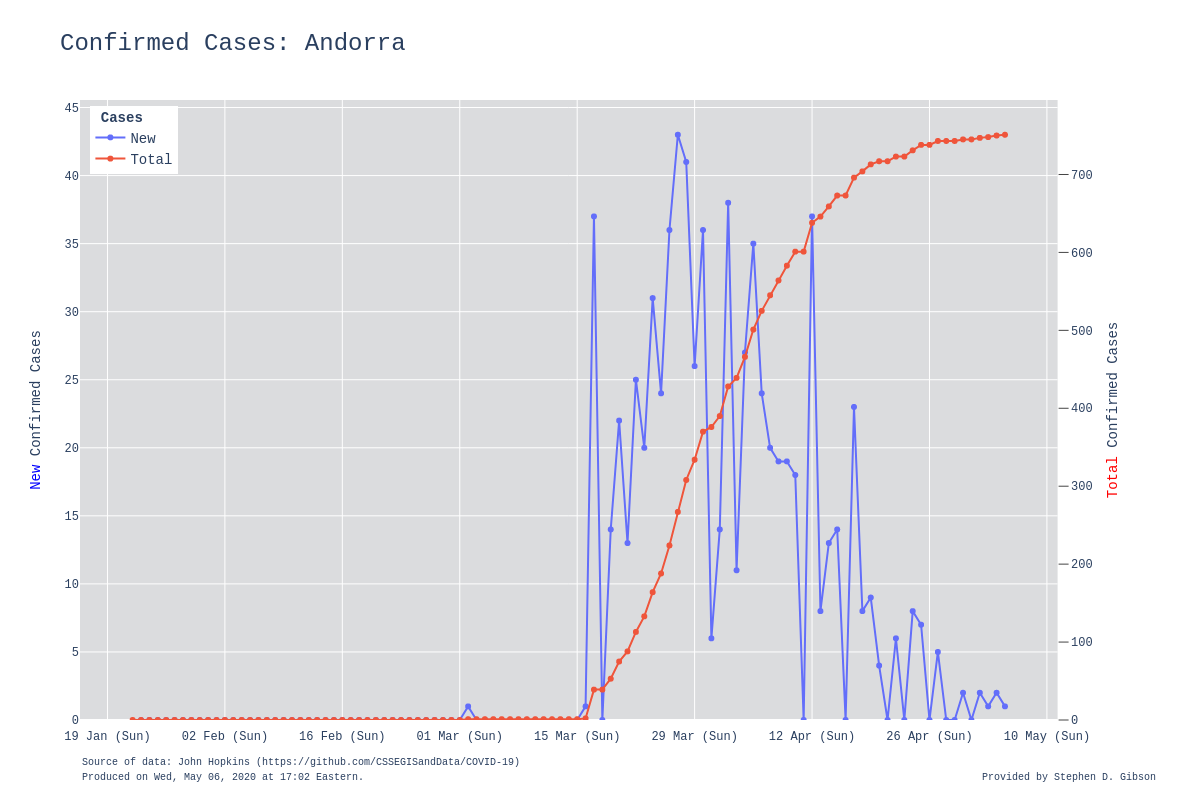 Confirmed Cases: Andorra
Cases
New
Total
45
40
35
30
25
20
15
10
5
0
New Confirmed Cases
700
600
500
400
300
200
100
0
Total Confirmed Cases
19 Jan (Sun)
02 Feb (Sun)
16 Feb (Sun)
01 Mar (Sun)
15 Mar (Sun)
29 Mar (Sun)
12 Apr (Sun)
26 Apr (Sun)
10 May (Sun)
Source of data: John Hopkins (https://github.com/CSSEGISandData/COVID-19)
Produced on Wed, May 06, 2020 at 17:02 Eastern.
Provided by Stephen D. Gibson